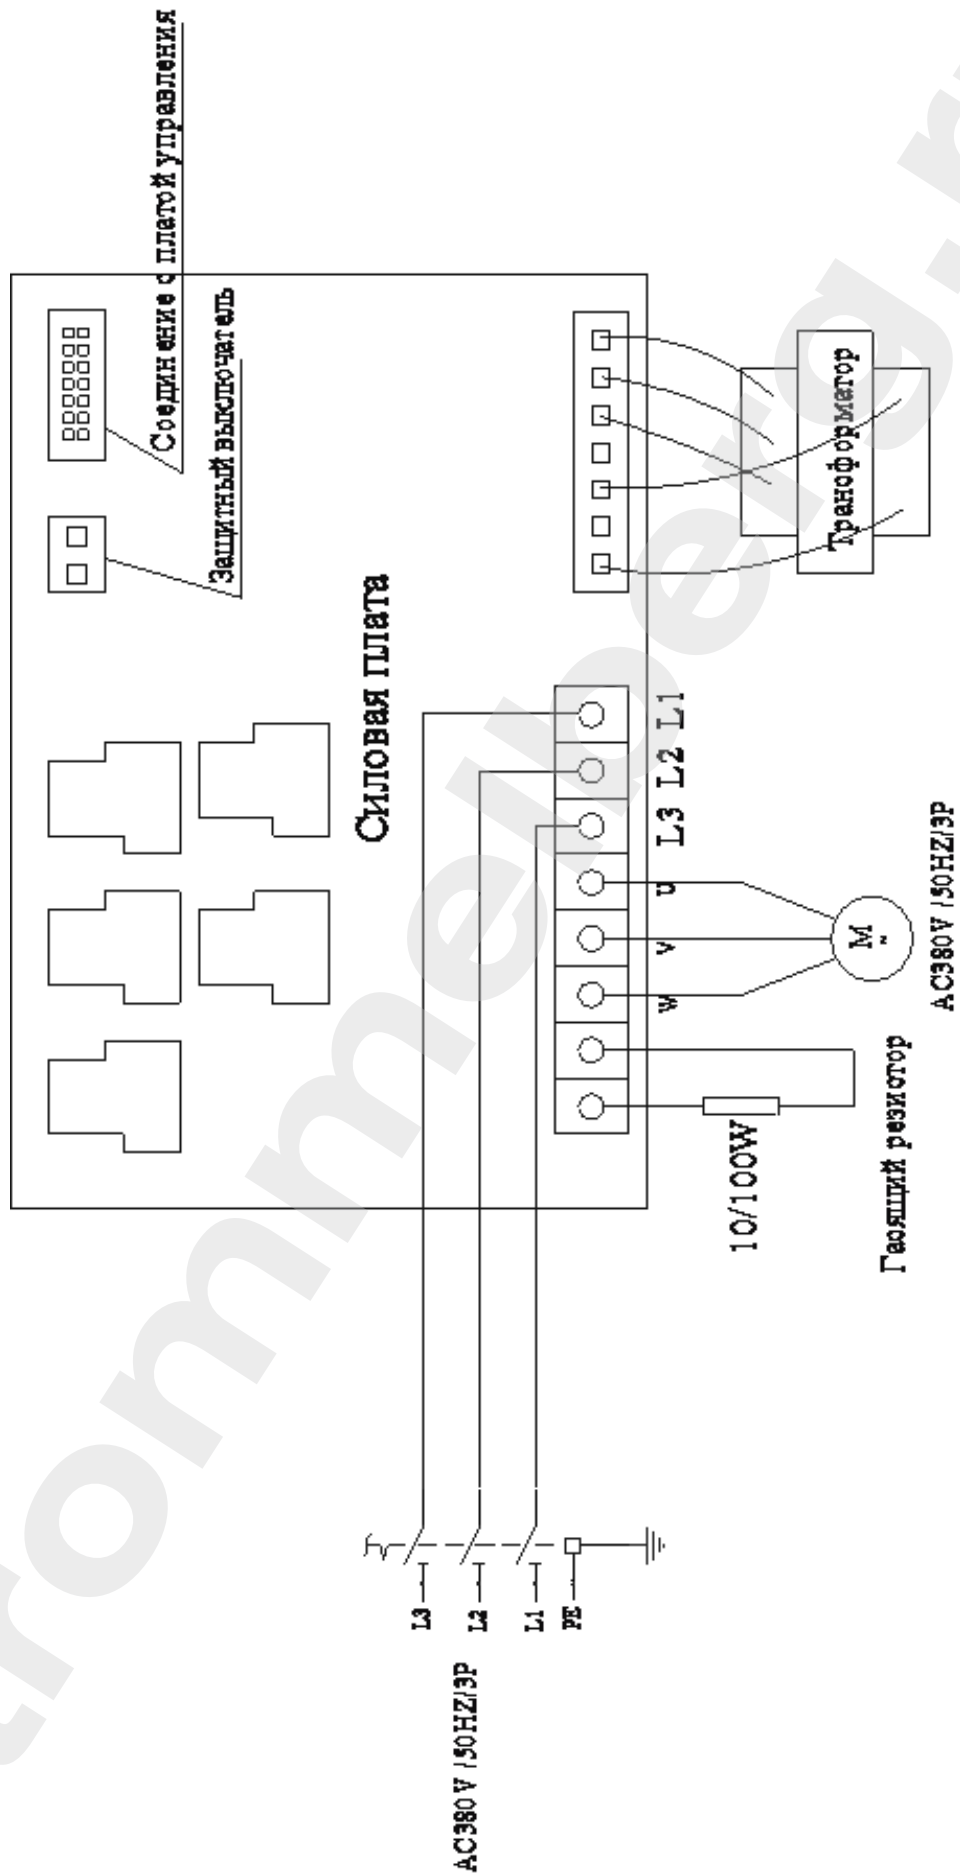 Соединение с платой управления
Защитный выключатель
Силовая плата
Трансформатор
L1
L2
L3
U
V
W
M
~
AC380V /50HZ/3P
10/100W
Гасящий резистор
L3
L2
L1
PE
AC380V /50HZ/3P
trommelberg.r